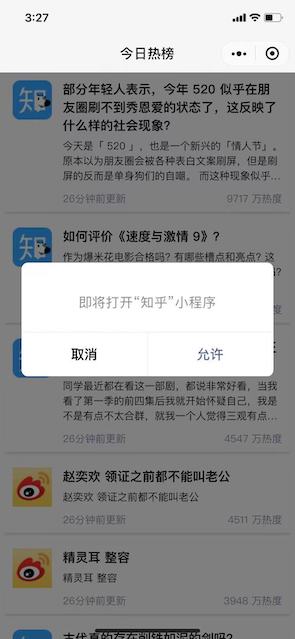 3:27
今日热榜
部分年轻人表示，今年 520 似乎在朋
友圈刷不到秀恩爱的状态了，这反映了
什么样的社会现象?
今天是「 520 」，也是一个新兴的「情人节」。
原本以为朋友圈会被各种表白文案刷屏，但是刷
屏的反而是单身狗们的自嘲。 而这种现象似乎...
26分钟前更新
9717 万热度
如何评价《速度与激情 9》?
作为爆米花电影合格吗? 有哪些槽点和亮点? 这
即将打开“知乎”小程序
取消
允许
同学最近都在看这一部剧，都说非常好看，当我
看了第一季的前四集后我就开始怀疑自己，我是
不是有点不太合群，就我一个人觉得三观有点...
26分钟前更新
4547 万热度
赵奕欢 领证之前都不能叫老公
赵奕欢 领证之前都不能叫老公
26分钟前更新
4511 万热度
精灵耳 整容
精灵耳 整容
26分钟前更新
3948 万热度
古代真的存在削铁如泥的剑吗?